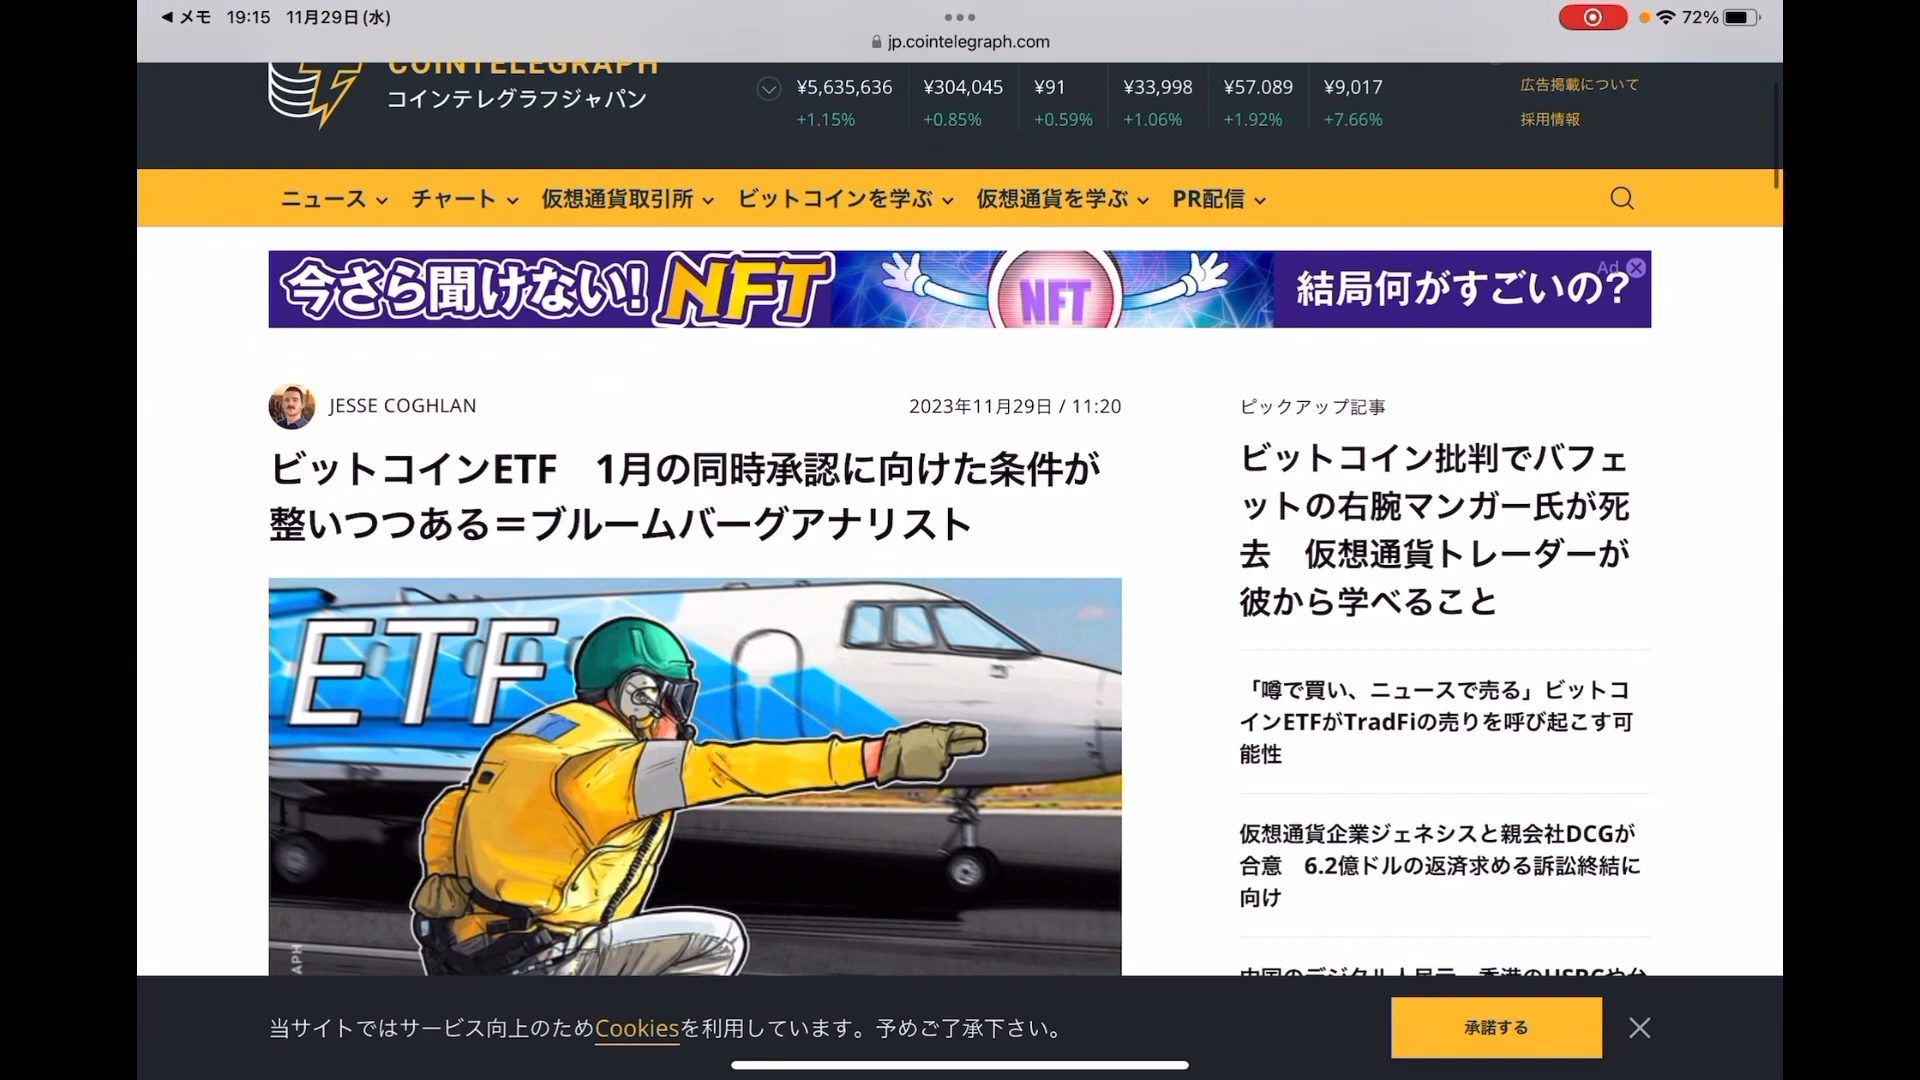 メモ 19:15 11月29日(水)
72%
jp.cointelegraph.com
COINTELEGRAPH
コインテレグラフジャパン
¥5,635,636 ¥304,045 ¥91 ¥33,998 ¥57.089 ¥9,017
+1.15% +0.85% +0.59% +1.06% +1.92% +7.66%
広告掲載について
採用情報
ニュース チャート 仮想通貨取引所 ビットコインを学ぶ 仮想通貨を学ぶ PR配信
今さら聞けない! NFT
NFT
結局何がすごいの?
Ad
JESSE COGHLAN
2023年11月29日 / 11:20
ビットコインETF　1月の同時承認に向けた条件が
整いつつある＝ブルームバーグアナリスト
ETF
ピックアップ記事
ビットコイン批判でバフェ
ットの右腕マンガー氏が死
去　仮想通貨トレーダーが
彼から学べること
「噂で買い、ニュースで売る」ビットコ
インETFがTradFiの売りを呼び起こす可
能性
仮想通貨企業ジェネシスと親会社DCGが
合意　6.2億ドルの返済求める訴訟終結に
向け
当サイトではサービス向上のためCookiesを利用しています。予めご了承下さい。
承諾する